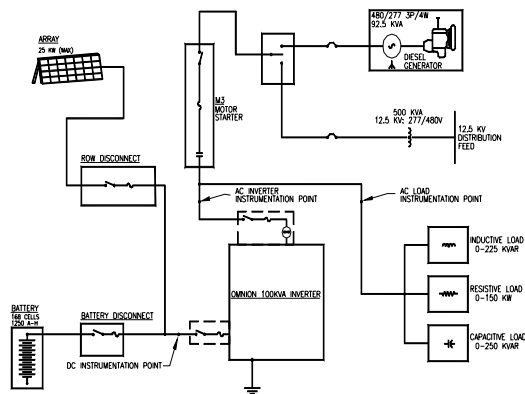 ARRAY
25 KW (MAX)
480/277 3P/4W
92.5 KVA
DIESEL
GENERATOR
M3
MOTOR
STARTER
500 KVA
12.5 KV: 277/480V
12.5 KV
DISTRIBUTION
FEED
ROW DISCONNECT
AC INVERTER
INSTRUMENTATION POINT
AC LOAD
INSTRUMENTATION POINT
INDUCTIVE LOAD
0-225 KVAR
OMNION 100KVA INVERTER
RESISTIVE LOAD
0-150 KW
BATTERY
168 CELLS
1250 A-H
BATTERY DISCONNECT
CAPACITIVE LOAD
0-250 KVAR
DC INSTRUMENTATION POINT